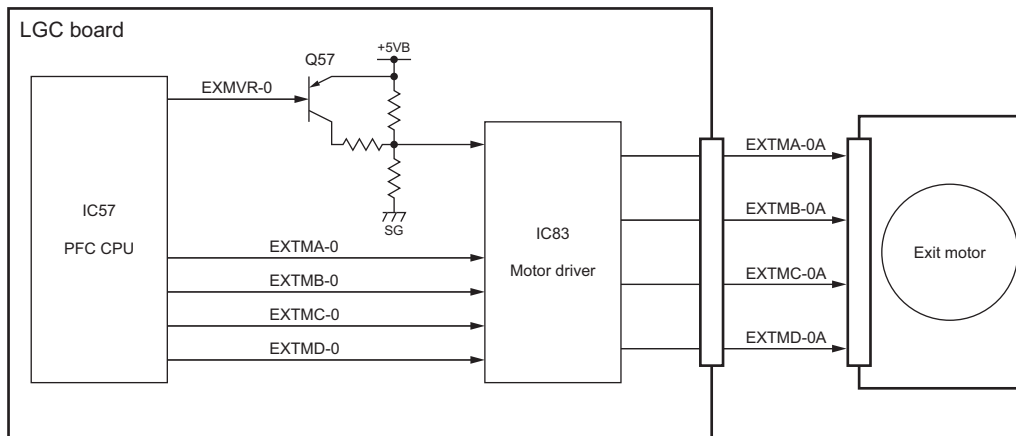 LGC board
Q57
+5VB
EXMVR-0
IC57
PFC CPU
SG
EXTMA-0
EXTMB-0
EXTMC-0
EXTMD-0
IC83
Motor driver
EXTMA-0A
EXTMB-0A
EXTMC-0A
EXTMD-0A
Exit motor